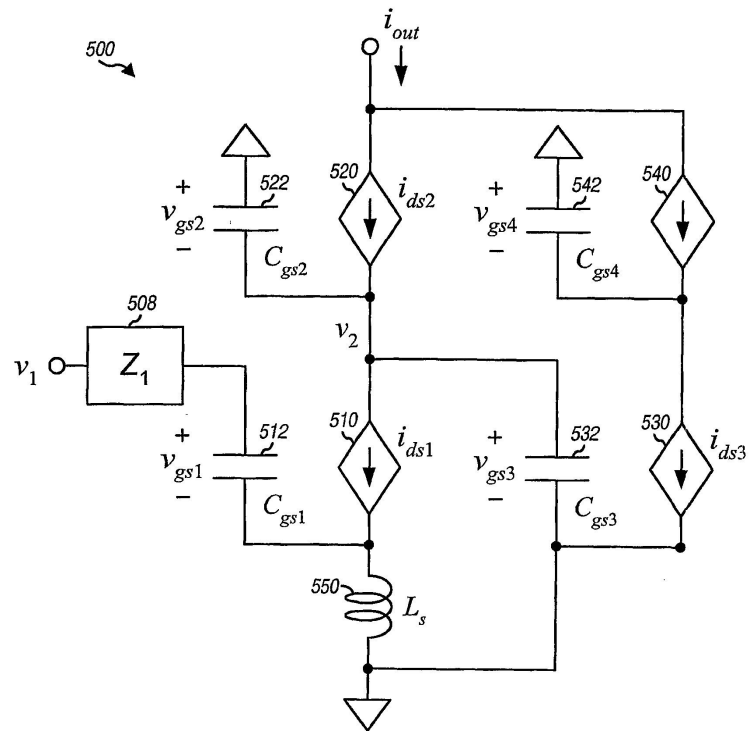 500
i_out
522
+
v_gs2
−
C_gs2
520
i_ds2
542
+
v_gs4
−
C_gs4
540
v_2
508
v_1
Z_1
512
+
v_gs1
−
C_gs1
510
i_ds1
532
+
v_gs3
−
C_gs3
530
i_ds3
550
L_s